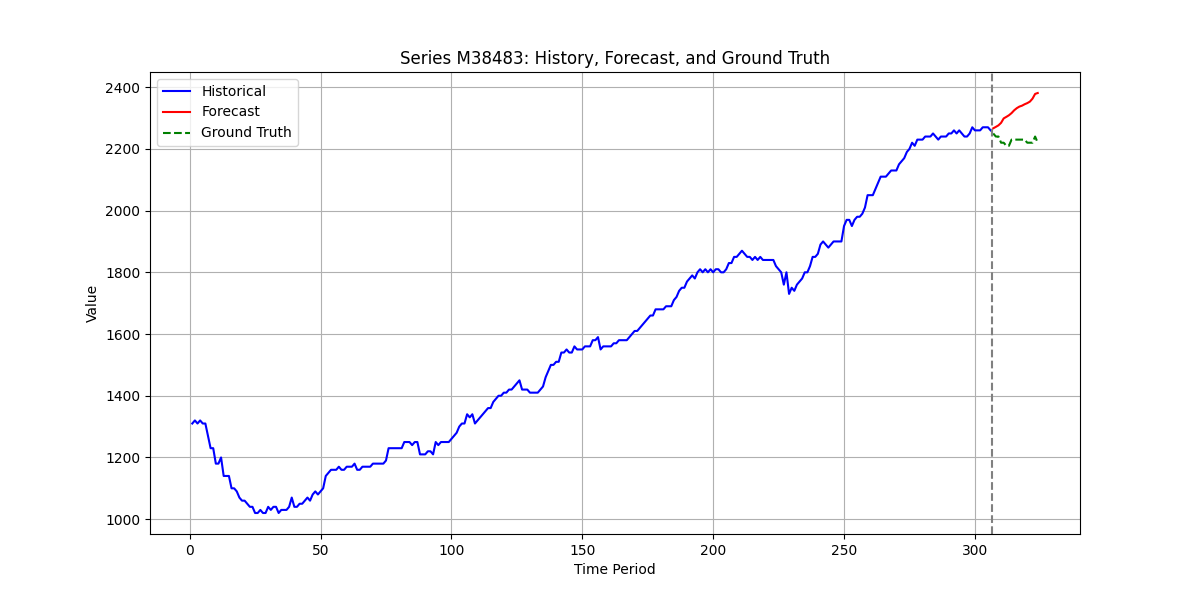 Series M38483: History, Forecast, and Ground Truth
Historical
Forecast
Ground Truth
2400
2200
2000
1800
1600
1400
1200
1000
Value
0 50 100 150 200 250 300
Time Period